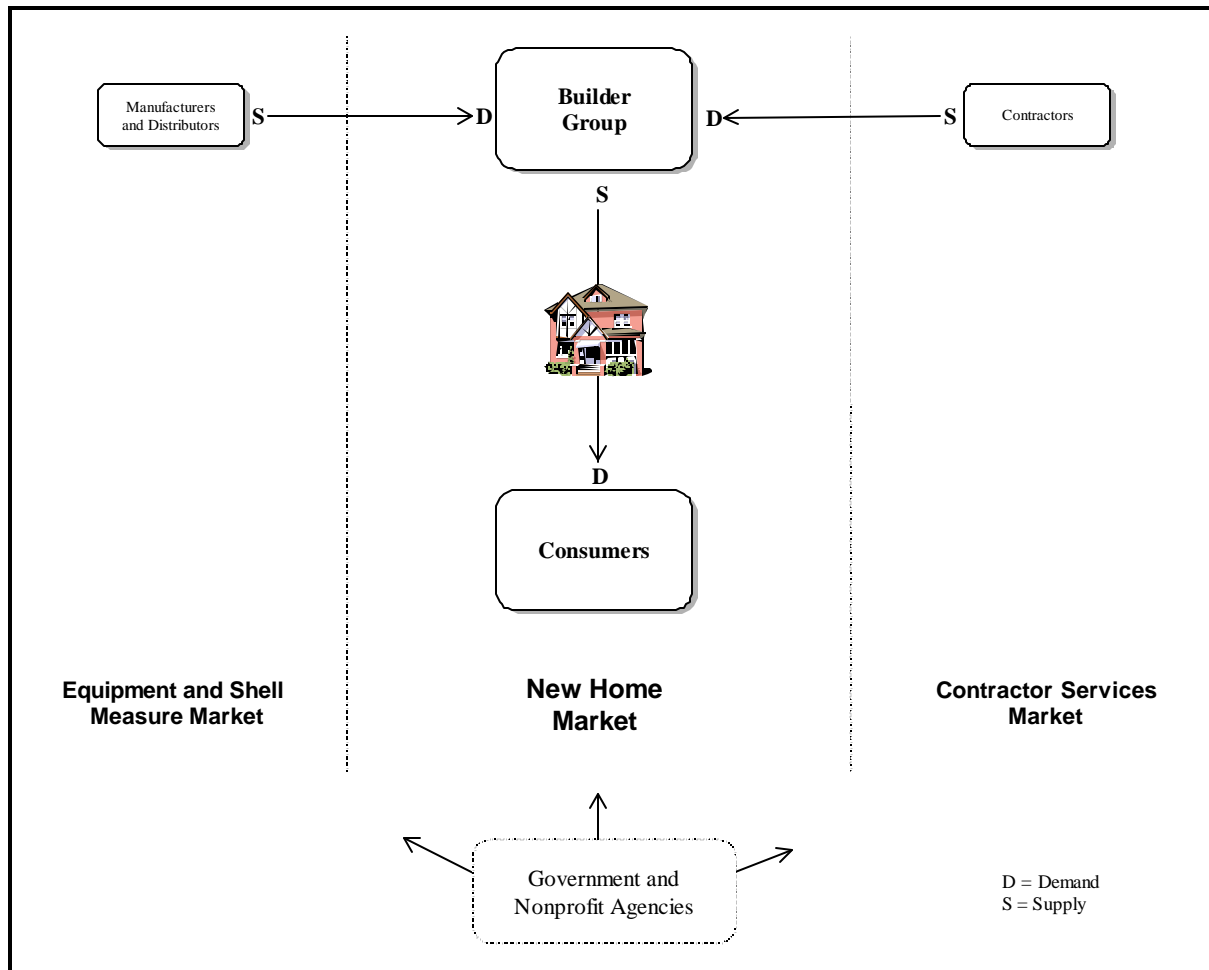 Manufacturers
and Distributors
S
D
Builder
Group
D
S
Contractors
S
D
Consumers
Equipment and Shell
Measure Market
New Home
Market
Contractor Services
Market
Government and
Nonprofit Agencies
D = Demand
S = Supply